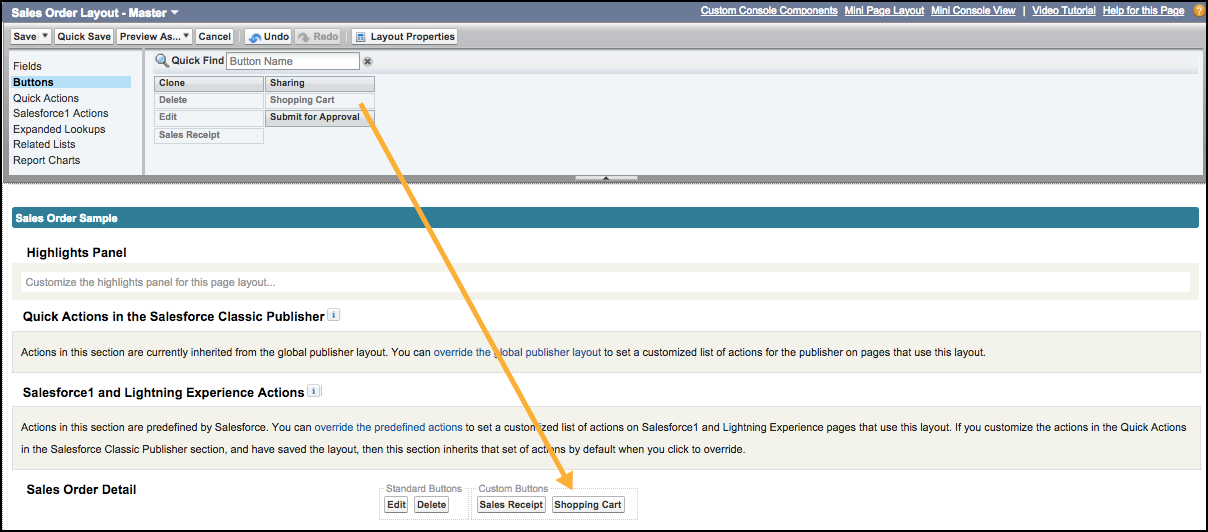 Sales Order Layout - Master
Custom Console Components Mini Page Layout Mini Console View | Video Tutorial Help for this Page ?
Save Quick Save Preview As... Cancel Undo Redo Layout Properties
Fields
Buttons
Quick Actions
Salesforce1 Actions
Expanded Lookups
Related Lists
Report Charts
Quick Find Button Name
Clone Sharing
Delete Shopping Cart
Edit Submit for Approval
Sales Receipt
Sales Order Sample
Highlights Panel
Customize the highlights panel for this page layout...
Quick Actions in the Salesforce Classic Publisher i
Actions in this section are currently inherited from the global publisher layout. You can override the global publisher layout to set a customized list of actions for the publisher on pages that use this layout.
Salesforce1 and Lightning Experience Actions i
Actions in this section are predefined by Salesforce. You can override the predefined actions to set a customized list of actions on Salesforce1 and Lightning Experience pages that use this layout. If you customize the actions in the Quick Actions
in the Salesforce Classic Publisher section, and have saved the layout, then this section inherits that set of actions by default when you click to override.
Sales Order Detail
Standard Buttons Custom Buttons
Edit Delete Sales Receipt Shopping Cart